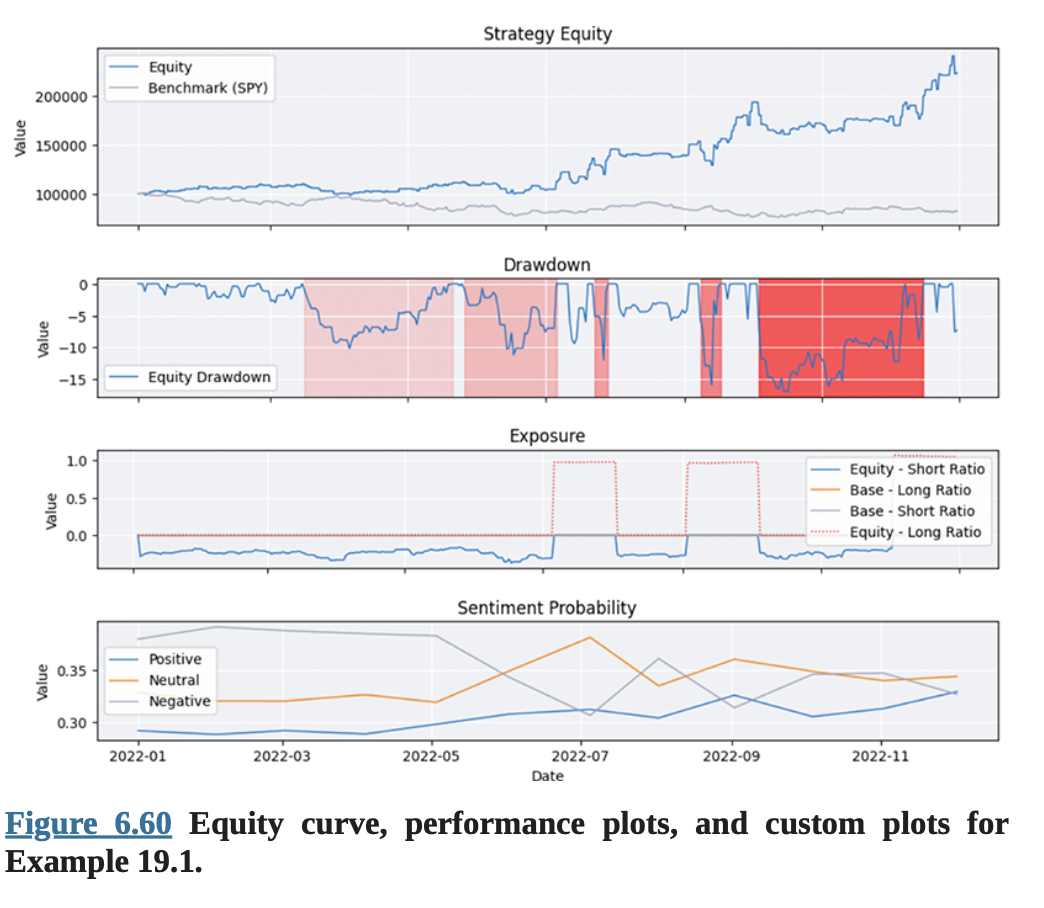 Strategy Equity
Equity
Benchmark (SPY)
Value
200000
150000
100000
Drawdown
Value
0
−5
−10
−15
Equity Drawdown
Exposure
Value
1.0
0.5
0.0
Equity - Short Ratio
Base - Long Ratio
Base - Short Ratio
Equity - Long Ratio
Sentiment Probability
Value
0.35
0.30
Positive
Neutral
Negative
2022-01 2022-03 2022-05 2022-07 2022-09 2022-11
Date
Figure 6.60 Equity curve, performance plots, and custom plots for
Example 19.1.